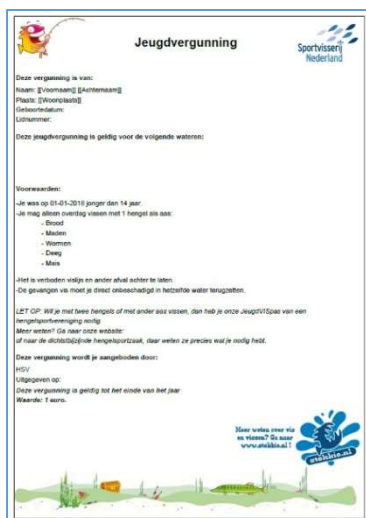 Jeugdvergunning
Sportvisserij
Nederland
Deze vergunning is van:
Naam: [[Voornaam]] [[Achternaam]]
Plaats: [[Woonplaats]]
Geboortedatum:
Lidnummer:
Deze jeugdvergunning is geldig voor de volgende wateren:
Voorwaarden:
-Je was op 01-01-2018 jonger dan 14 jaar.
-Je mag alleen overdag vissen met 1 hengel als aas:
- Brood
- Maden
- Wormen
- Deeg
- Mais
-Het is verboden vislijn en ander afval achter te laten.
-De gevangen vis moet je direct onbeschadigd in hetzelfde water terugzetten.
LET OP: Wil je met twee hengels of met ander aas vissen, dan heb je onze JeugdVISpas van een
hengelsportvereniging nodig
Meer weten? Ga naar onze website:
of naar de dichtstbijzijnde hengelsportzaak, daar weten ze precies wat je nodig hebt.
Deze vergunning wordt je aangeboden door:
HSV
Uitgegeven op:
Deze vergunning is geldig tot het einde van het jaar
Waarde: 1 euro.
Meer weten over vis
en vissen? Ga naar
www.stekkie.nl !
stekkie.nl